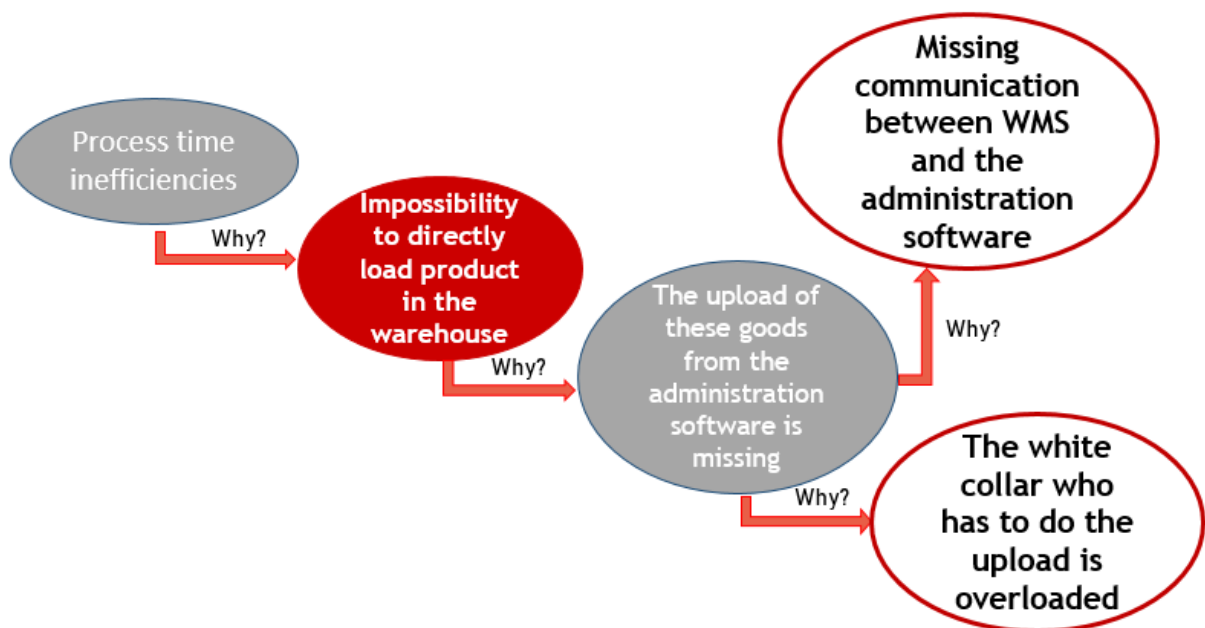 Process time
inefficiencies
Why?
Impossibility
to directly
load product
in the
warehouse
Why?
The upload of
these goods
from the
administration
software is
missing
Why?
Missing
communication
between WMS
and the
administration
software
Why?
The white
collar who
has to do the
upload is
overloaded